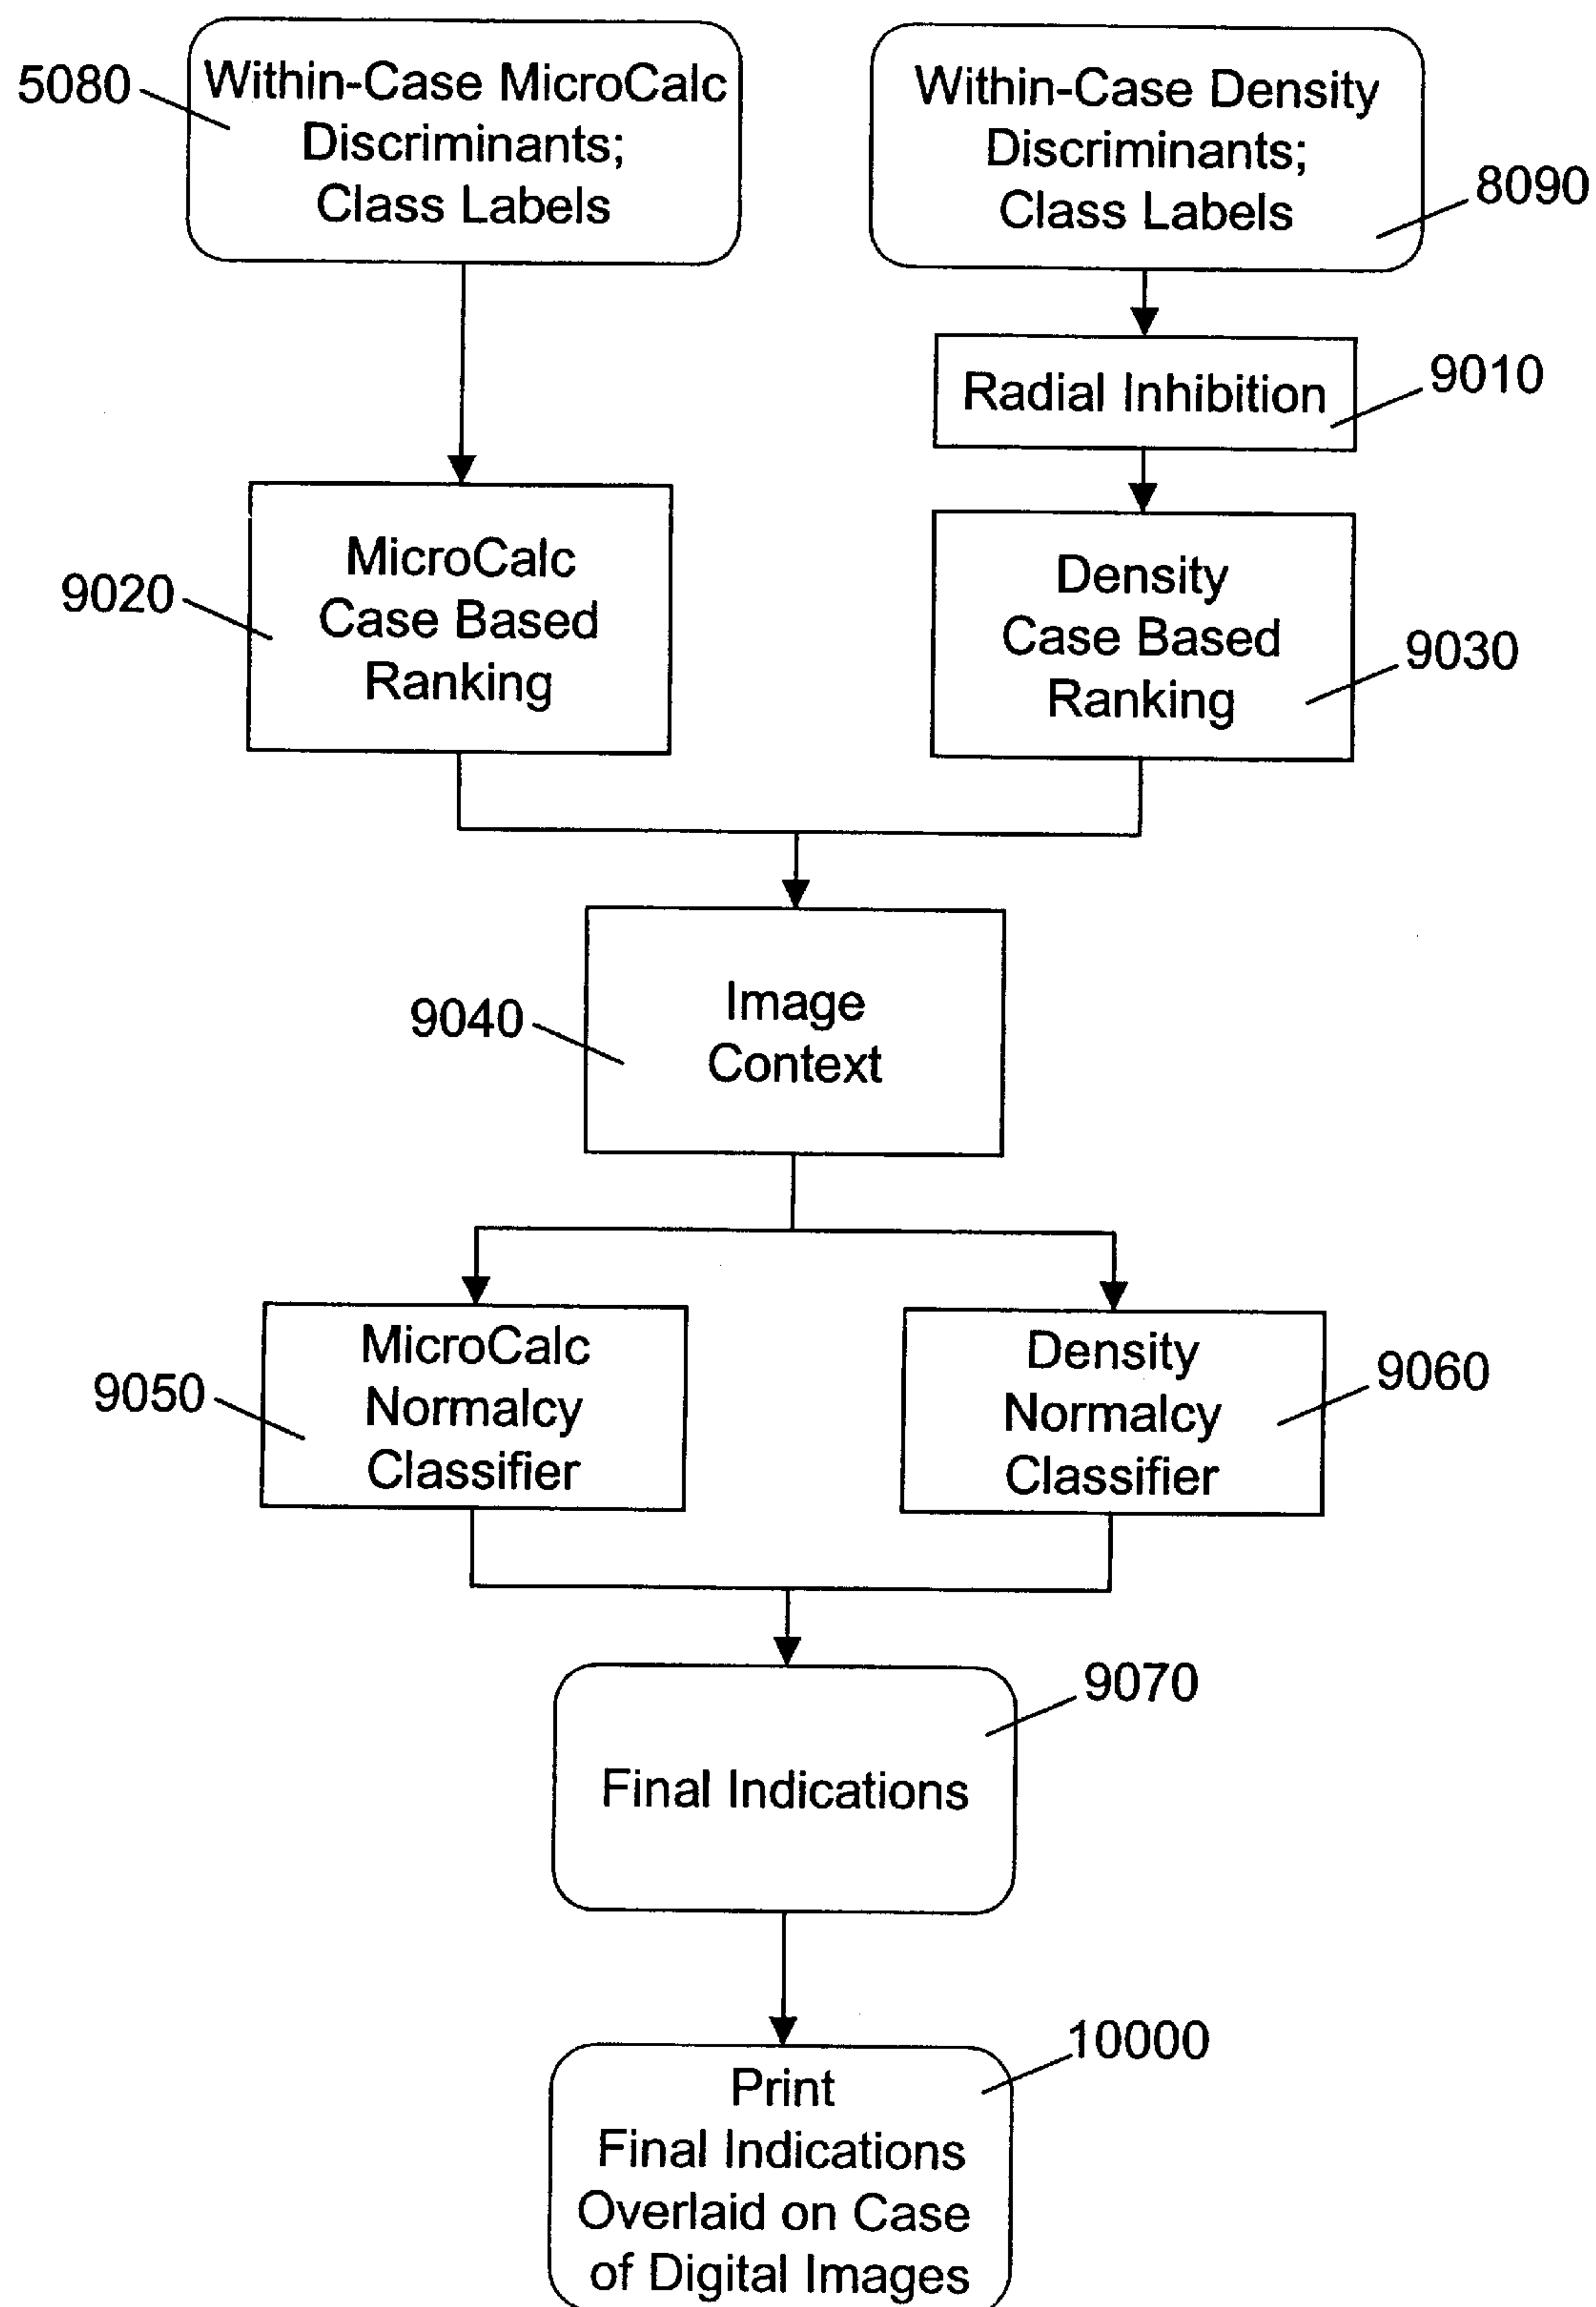 5080
Within-Case MicroCalc
Discriminants;
Class Labels
Within-Case Density
Discriminants;
Class Labels
8090
Radial Inhibition
9010
9020
MicroCalc
Case Based
Ranking
Density
Case Based
Ranking
9030
9040
Image
Context
9050
MicroCalc
Normalcy
Classifier
Density
Normalcy
Classifier
9060
9070
Final Indications
10000
Print
Final Indications
Overlaid on Case
of Digital Images